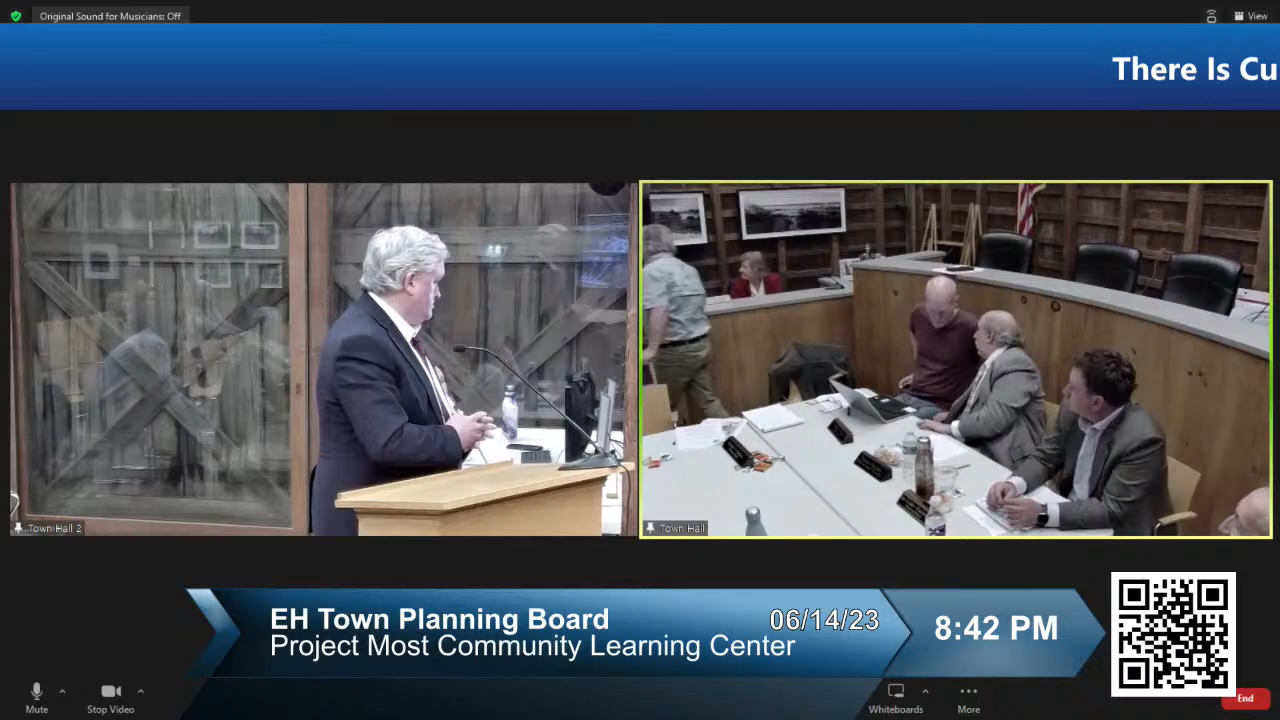 Original Sound for Musicians: Off
View
There Is Cu
Town Hall 2
Town Hall
EH Town Planning Board
06/14/23
8:42 PM
Project Most Community Learning Center
Mute
Stop Video
Whiteboards
More
End